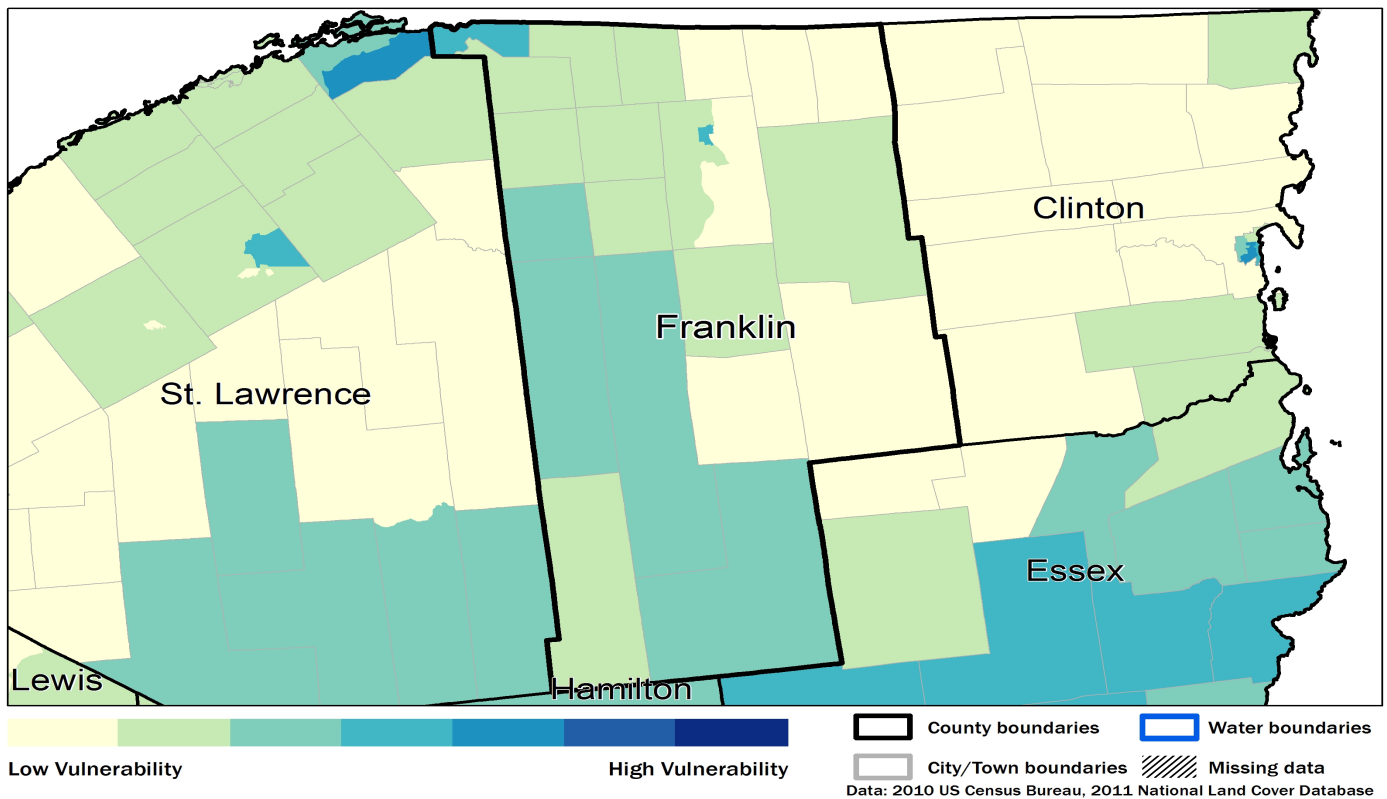 Clinton
Franklin
St. Lawrence
Essex
Lewis
Hamilton
Low Vulnerability
High Vulnerability
County boundaries
Water boundaries
City/Town boundaries
Missing data
Data: 2010 US Census Bureau, 2011 National Land Cover Database